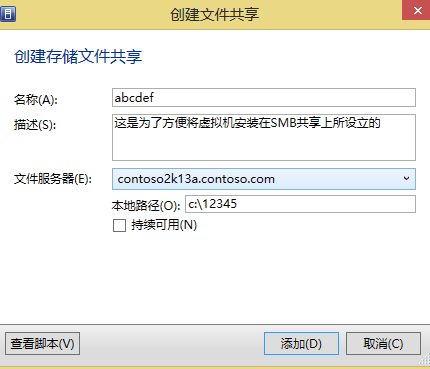 创建文件共享
创建存储文件共享
名称(A):
abcdef
描述(S):
这是为了方便将虚拟机安装在SMB共享上所设立的
文件服务器(E):
contoso2k13a.contoso.com
本地路径(O):
c:\12345
持续可用(N)
查看脚本(V)
添加(D)
取消(C)